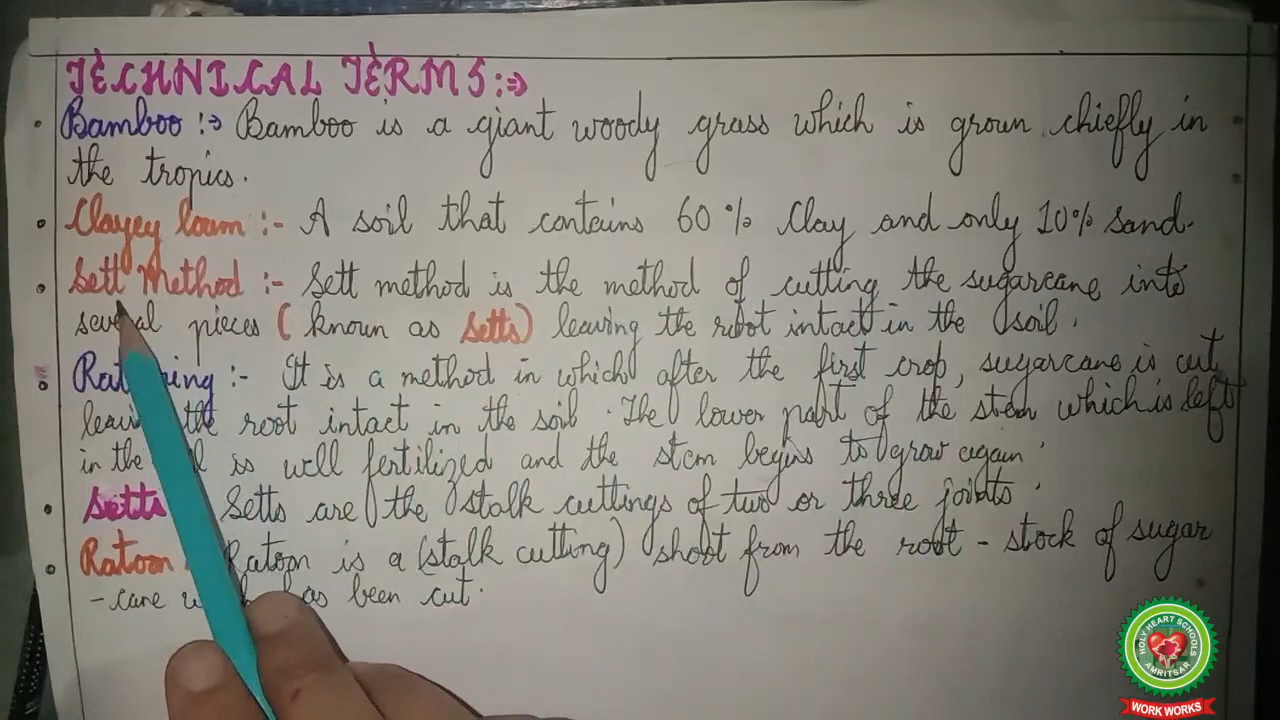 TECHNICAL TERMS:⇒
• Bamboo :⇒ Bamboo is a giant woody grass which is grown chiefly in
the tropics.
• Clayey loam :- A soil that contains 60% Clay and only 10% sand.
• Sett Method :- Sett method is the method of cutting the sugarcane into
several pieces ( known as Setts) leaving the root intact in the soil.
• :- It is a method in which after the first crop, sugarcane is cut
the root intact in the soil. The lower part of the stem which is left
in the is well fertilized and the stem begins to grow again.
• Setts Setts are the stalk cuttings of two or three joints.
• Ratoon Ratoon is a (stalk cutting) shoot from the root - stock of sugar
- cane has been cut.
HOLY HEART SCHOOLS
AMRITSAR
WORK WORKS